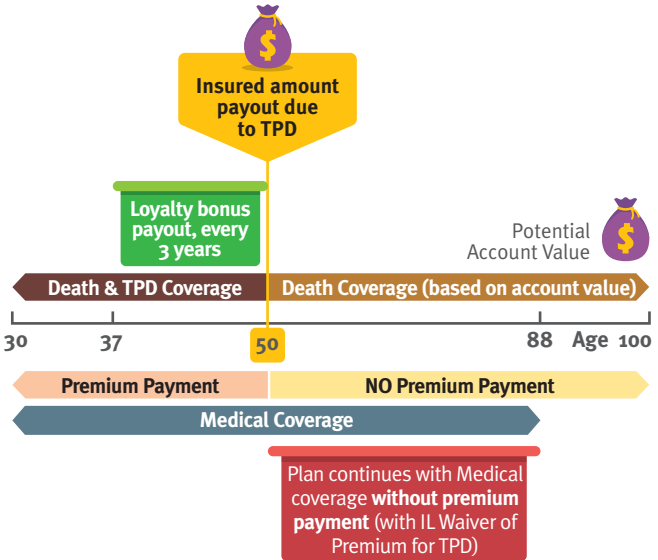 $
Insured amount
payout due
to TPD
Loyalty bonus
payout, every
3 years
Potential
Account Value
$
Death & TPD Coverage
Death Coverage (based on account value)
30 37 50 88 Age 100
Premium Payment
NO Premium Payment
Medical Coverage
Plan continues with Medical
coverage without premium
payment (with IL Waiver of
Premium for TPD)